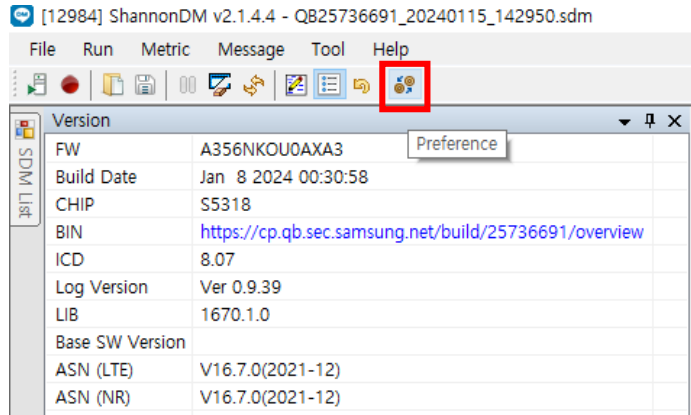 [12984] ShannonDM v2.1.4.4 - QB25736691_20240115_142950.sdm
File Run Metric Message Tool Help
Version
Preference
SDM List
FW A356NKOU0AXA3
Build Date Jan 8 2024 00:30:58
CHIP S5318
BIN https://cp.qb.sec.samsung.net/build/25736691/overview
ICD 8.07
Log Version Ver 0.9.39
LIB 1670.1.0
Base SW Version
ASN (LTE) V16.7.0(2021-12)
ASN (NR) V16.7.0(2021-12)